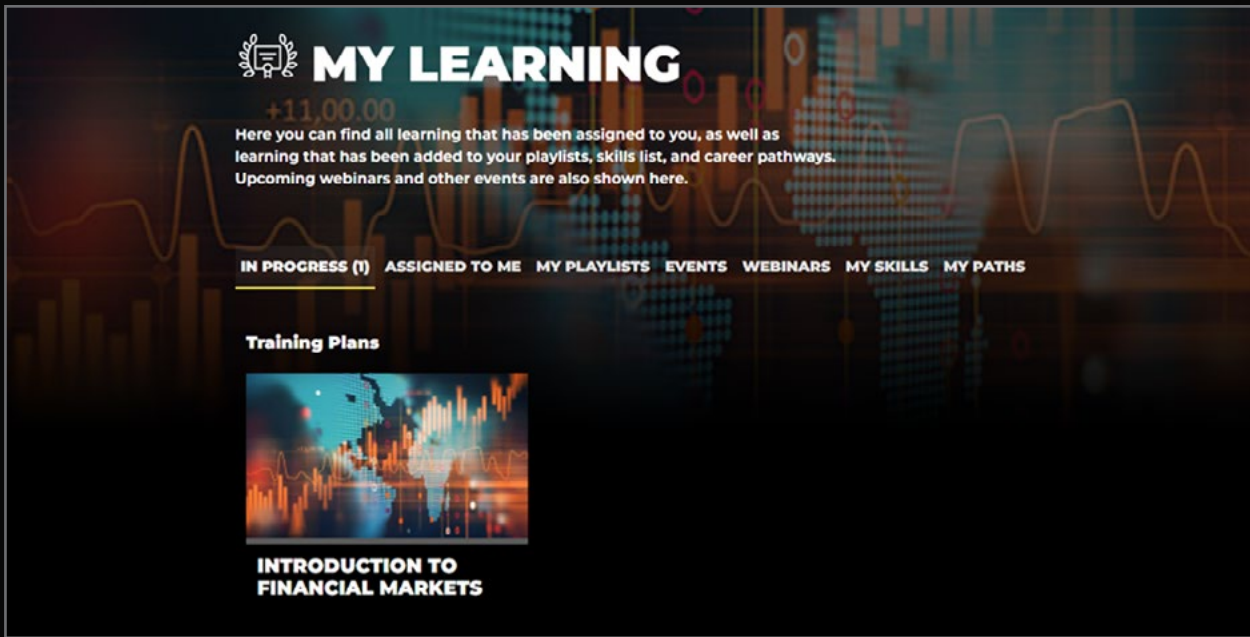 MY LEARNING
+11,00.00
Here you can find all learning that has been assigned to you, as well as
learning that has been added to your playlists, skills list, and career pathways.
Upcoming webinars and other events are also shown here.
IN PROGRESS (1) ASSIGNED TO ME MY PLAYLISTS EVENTS WEBINARS MY SKILLS MY PATHS
Training Plans
INTRODUCTION TO
FINANCIAL MARKETS